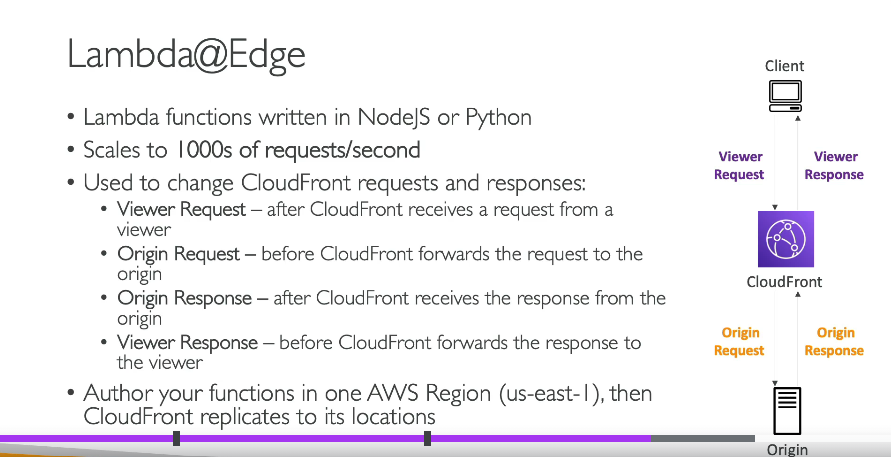 Lambda@Edge
• Lambda functions written in NodeJS or Python
• Scales to 1000s of requests/second
• Used to change CloudFront requests and responses:
• Viewer Request – after CloudFront receives a request from a
viewer
• Origin Request – before CloudFront forwards the request to the
origin
• Origin Response – after CloudFront receives the response from the
origin
• Viewer Response – before CloudFront forwards the response to
the viewer
• Author your functions in one AWS Region (us-east-1), then
CloudFront replicates to its locations
Client
Viewer
Request
Viewer
Response
CloudFront
Origin
Request
Origin
Response
Origin